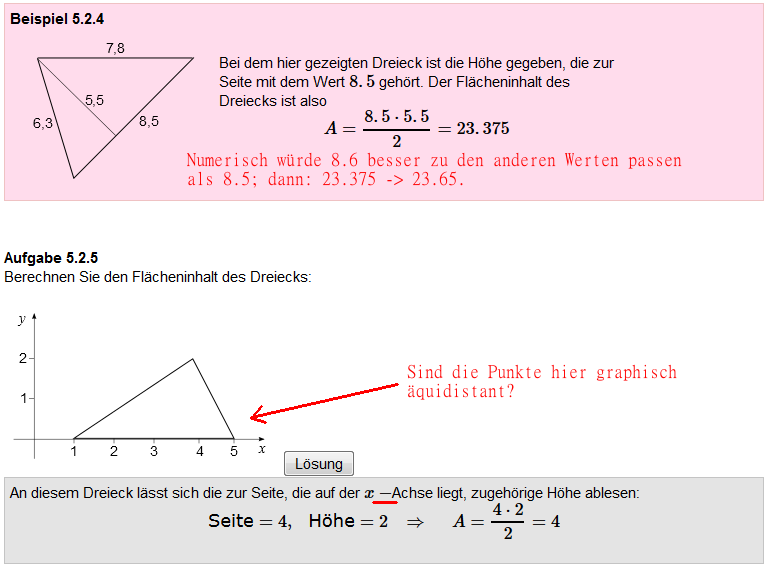 Beispiel 5.2.4
7,8
5,5
6,3
8,5
Bei dem hier gezeigten Dreieck ist die Höhe gegeben, die zur
Seite mit dem Wert 8.5 gehört. Der Flächeninhalt des
Dreiecks ist also
A = \frac{8.5 · 5.5}{2} = 23.375
Numerisch würde 8.6 besser zu den anderen Werten passen
als 8.5; dann: 23.375 -> 23.65.
Aufgabe 5.2.5
Berechnen Sie den Flächeninhalt des Dreiecks:
y
2
1
1 2 3 4 5 x
Sind die Punkte hier graphisch
äquidistant?
Lösung
An diesem Dreieck lässt sich die zur Seite, die auf der x −Achse liegt, zugehörige Höhe ablesen:
Seite = 4, Höhe = 2 ⇒ A = \frac{4 · 2}{2} = 4